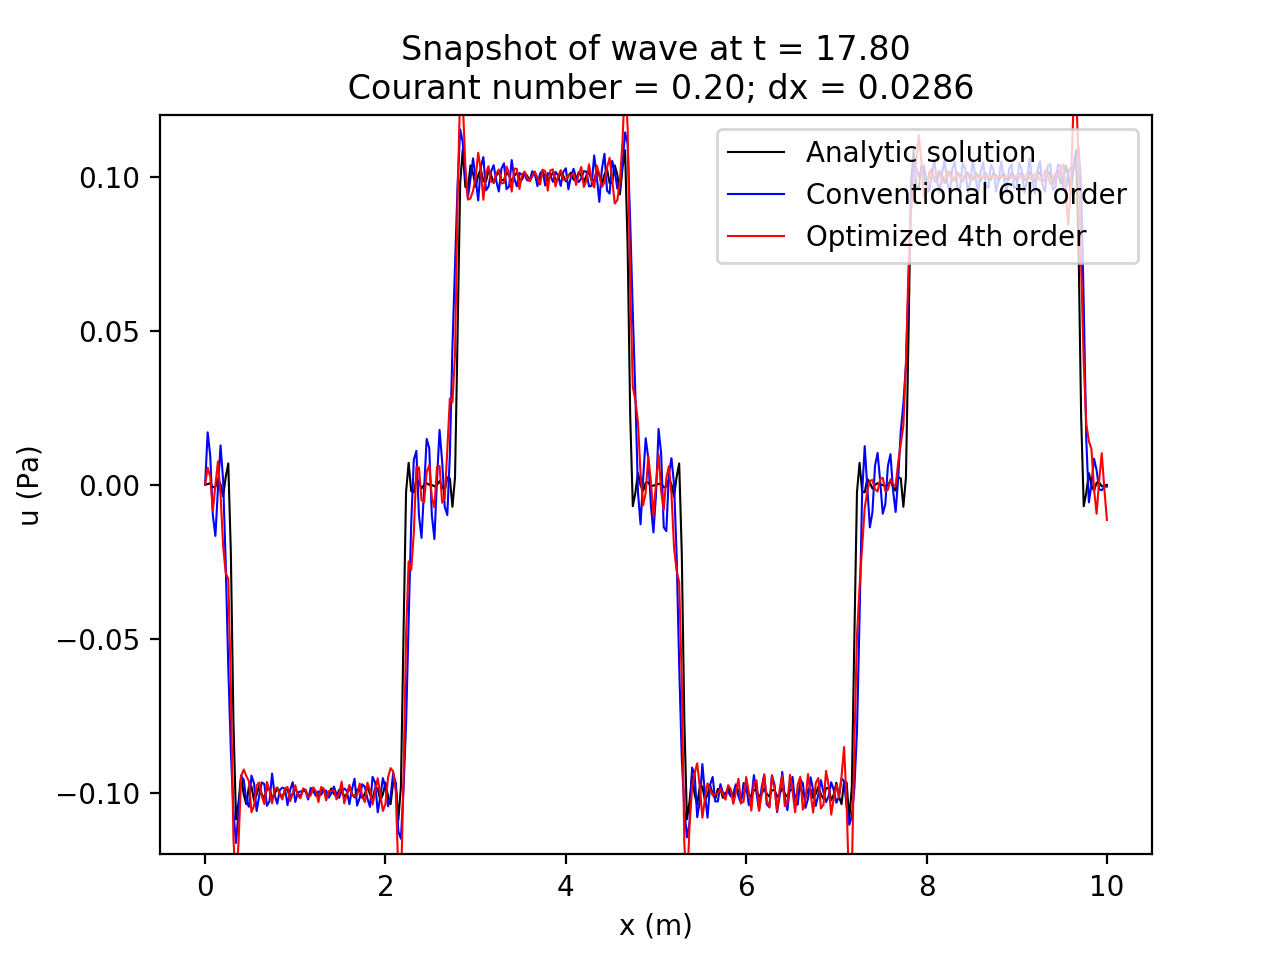 Snapshot of wave at t = 17.80
Courant number = 0.20; dx = 0.0286
Analytic solution
Conventional 6th order
Optimized 4th order
0.10
0.05
0.00
−0.05
−0.10
u (Pa)
0 2 4 6 8 10
x (m)